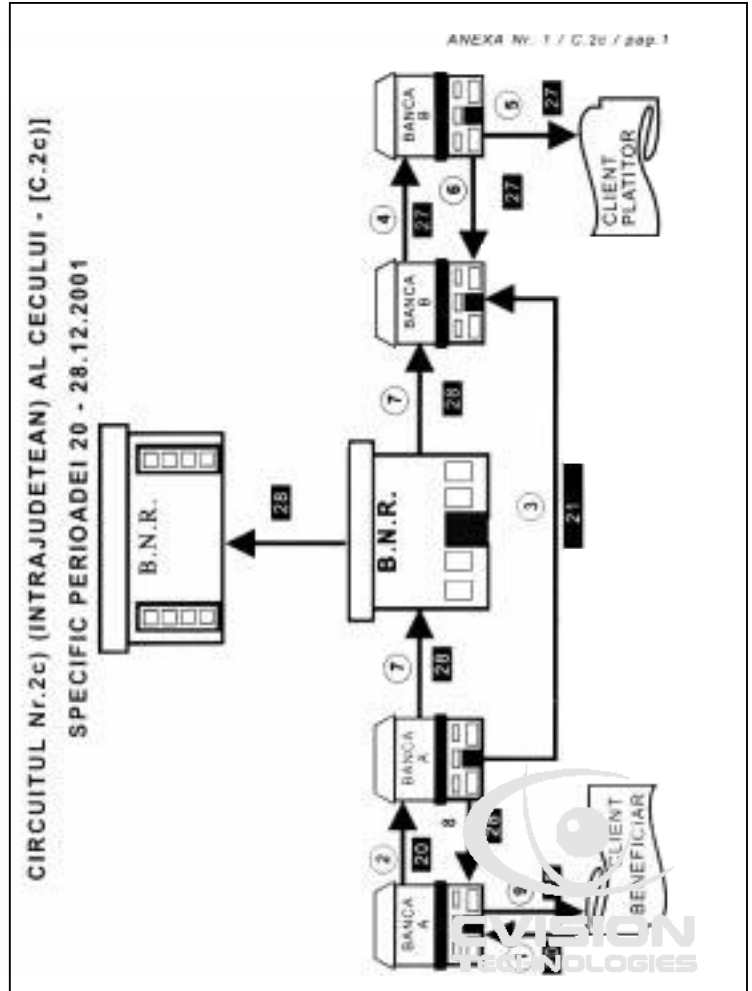 ANEXA Nr. 1 / C.2c / pag.1
CIRCUITUL Nr.2c) (INTRAJUDETEAN) AL CECULUI - [C.2c)]
SPECIFIC PERIOADEI 20 - 28.12.2001
B.N.R.
28
B.N.R.
BANCA
A
2
20
8
BANCA
A
7
28
7
28
BANCA
B
4
27
6
27
BANCA
B
5
27
3
21
9
CLIENT
BENEFICIAR
CLIENT
PLATITOR
CVISION
TECHNOLOGIES